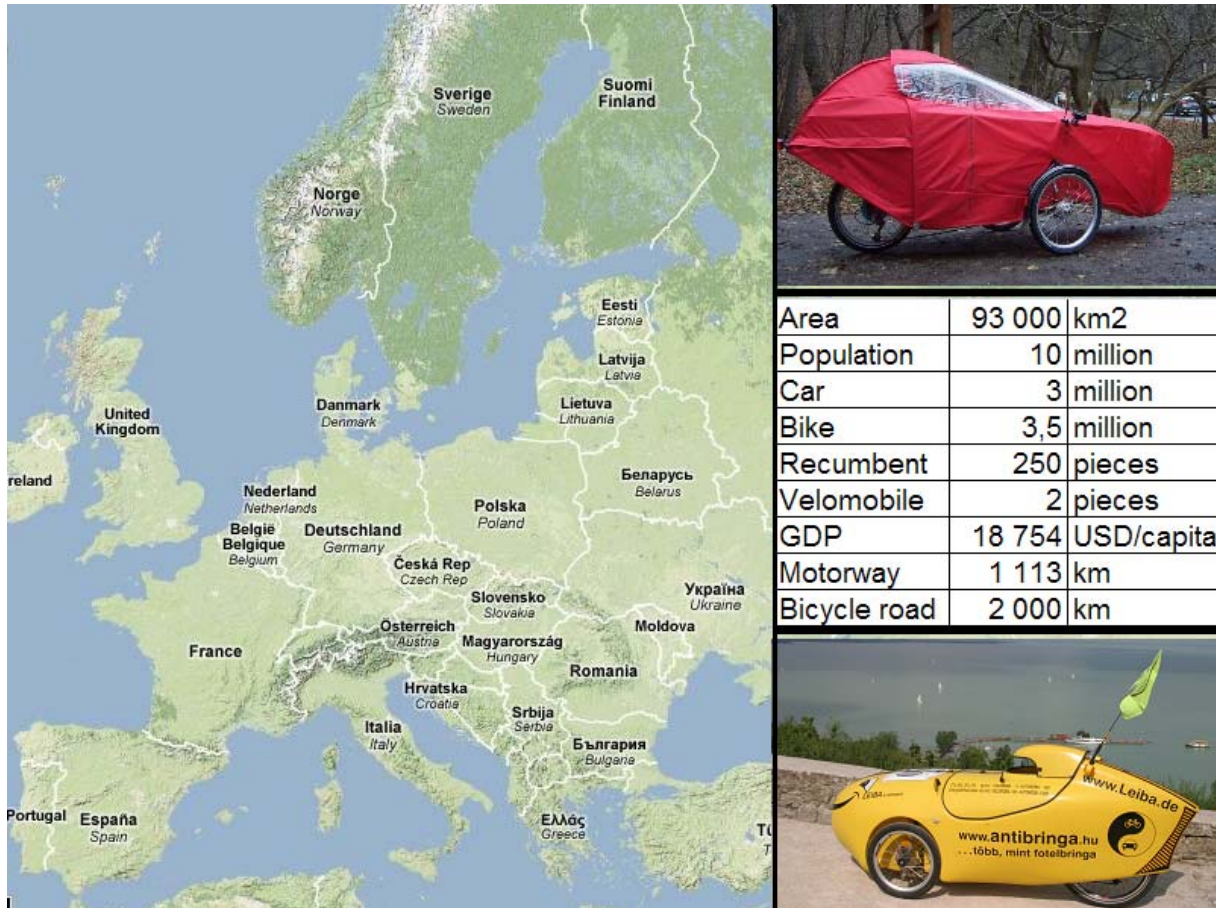 Sverige
Sweden
Suomi
Finland
Norge
Norway
Eesti
Estonia
Latvija
Latvia
Lietuva
Lithuania
Danmark
Denmark
United
Kingdom
reland
Беларусь
Belarus
Nederland
Netherlands
Polska
Poland
België
Belgique
Belgium
Deutschland
Germany
Česká Rep
Czech Rep
Україна
Ukraine
Slovensko
Slovakia
Österreich
Austria
Moldova
Magyarország
Hungary
France
Romania
Hrvatska
Croatia
Srbija
Serbia
Italia
Italy
България
Bulgaria
Portugal
España
Spain
Ελλάς
Greece
Area 93 000 km2
Population 10 million
Car 3 million
Bike 3,5 million
Recumbent 250 pieces
Velomobile 2 pieces
GDP 18 754 USD/capita
Motorway 1 113 km
Bicycle road 2 000 km
www.Leiba.de
LEIBA
www.antibringa.hu
...több, mint fotelbringa